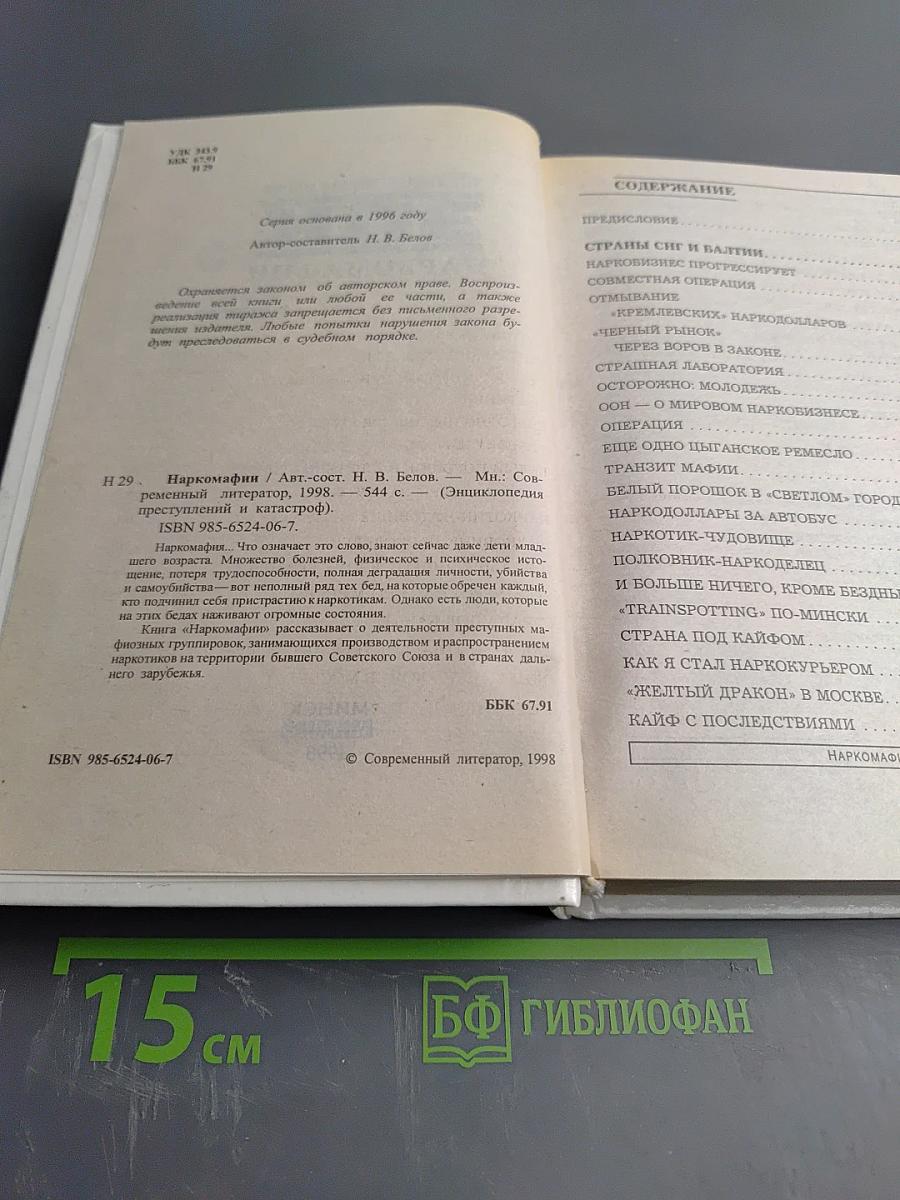 УДК 343.9
ББК 67.91
Н 29
Серия основана в 1996 году
Автор-составитель Н. В. Белов
Охраняется законом об авторском праве. Воспроиз-
ведение всей книги или любой ее части, а также
реализация тиража запрещается без письменного разре-
шения издателя. Любые попытки нарушения закона бу-
дут преследоваться в судебном порядке.
Н 29 Наркомафии / Авт.-сост. Н. В. Белов. — Мн.: Сов-
ременный литератор, 1998. — 544 с. — (Энциклопедия
преступлений и катастроф).
ISBN 985-6524-06-7.
Наркомафия... Что означает это слово, знают сейчас даже дети млад-
шего возраста. Множество болезней, физическое и психическое исто-
щение, потеря трудоспособности, полная деградация личности, убийства
и самоубийства — вот неполный ряд тех бед, на которые обречен каждый,
кто подчинил себя пристрастию к наркотикам. Однако есть люди, которые
на этих бедах наживают огромные состояния.
Книга «Наркомафии» рассказывает о деятельности преступных ма-
фиозных группировок, занимающихся производством и распространением
наркотиков на территории бывшего Советского Союза и в странах даль-
него зарубежья.
ББК 67.91
ISBN 985-6524-06-7
© Современный литератор, 1998
СОДЕРЖАНИЕ
ПРЕДИСЛОВИЕ
СТРАНЫ СНГ И БАЛТИИ
НАРКОБИЗНЕС ПРОГРЕССИРУЕТ
СОВМЕСТНАЯ ОПЕРАЦИЯ
ОТМЫВАНИЕ
«КРЕМЛЕВСКИХ» НАРКОДОЛЛАРОВ
«ЧЕРНЫЙ РЫНОК»
ЧЕРЕЗ ВОРОВ В ЗАКОНЕ
СТРАШНАЯ ЛАБОРАТОРИЯ
ОСТОРОЖНО: МОЛОДЕЖЬ
ООН — О МИРОВОМ НАРКОБИЗНЕСЕ
ОПЕРАЦИЯ
ЕЩЕ ОДНО ЦЫГАНСКОЕ РЕМЕСЛО
ТРАНЗИТ МАФИИ
БЕЛЫЙ ПОРОШОК В «СВЕТЛОМ» ГОРОД
НАРКОДОЛЛАРЫ ЗА АВТОБУС
НАРКОТИК-ЧУДОВИЩЕ
ПОЛКОВНИК-НАРКОДЕЛЕЦ
И БОЛЬШЕ НИЧЕГО, КРОМЕ БЕЗДНЫ
«TRAINSPOTTING» ПО-МИНСКИ
СТРАНА ПОД КАЙФОМ
КАК Я СТАЛ НАРКОКУРЬЕРОМ
«ЖЕЛТЫЙ ДРАКОН» В МОСКВЕ
КАЙФ С ПОСЛЕДСТВИЯМИ
НАРКОМАФИ
15 см
БФ ГИБЛИОФАН